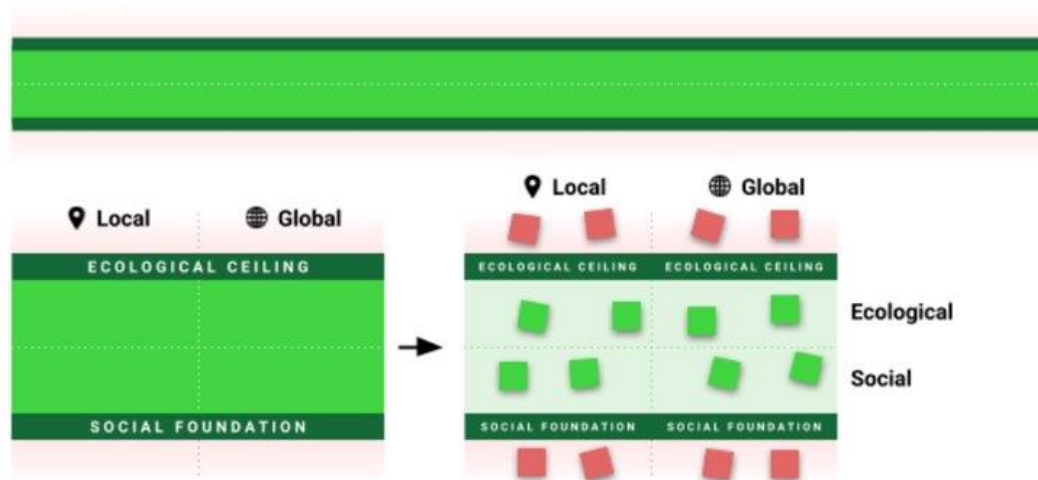 Local Global
Local Global
ECOLOGICAL CEILING
ECOLOGICAL CEILING ECOLOGICAL CEILING
Ecological
Social
SOCIAL FOUNDATION
SOCIAL FOUNDATION SOCIAL FOUNDATION